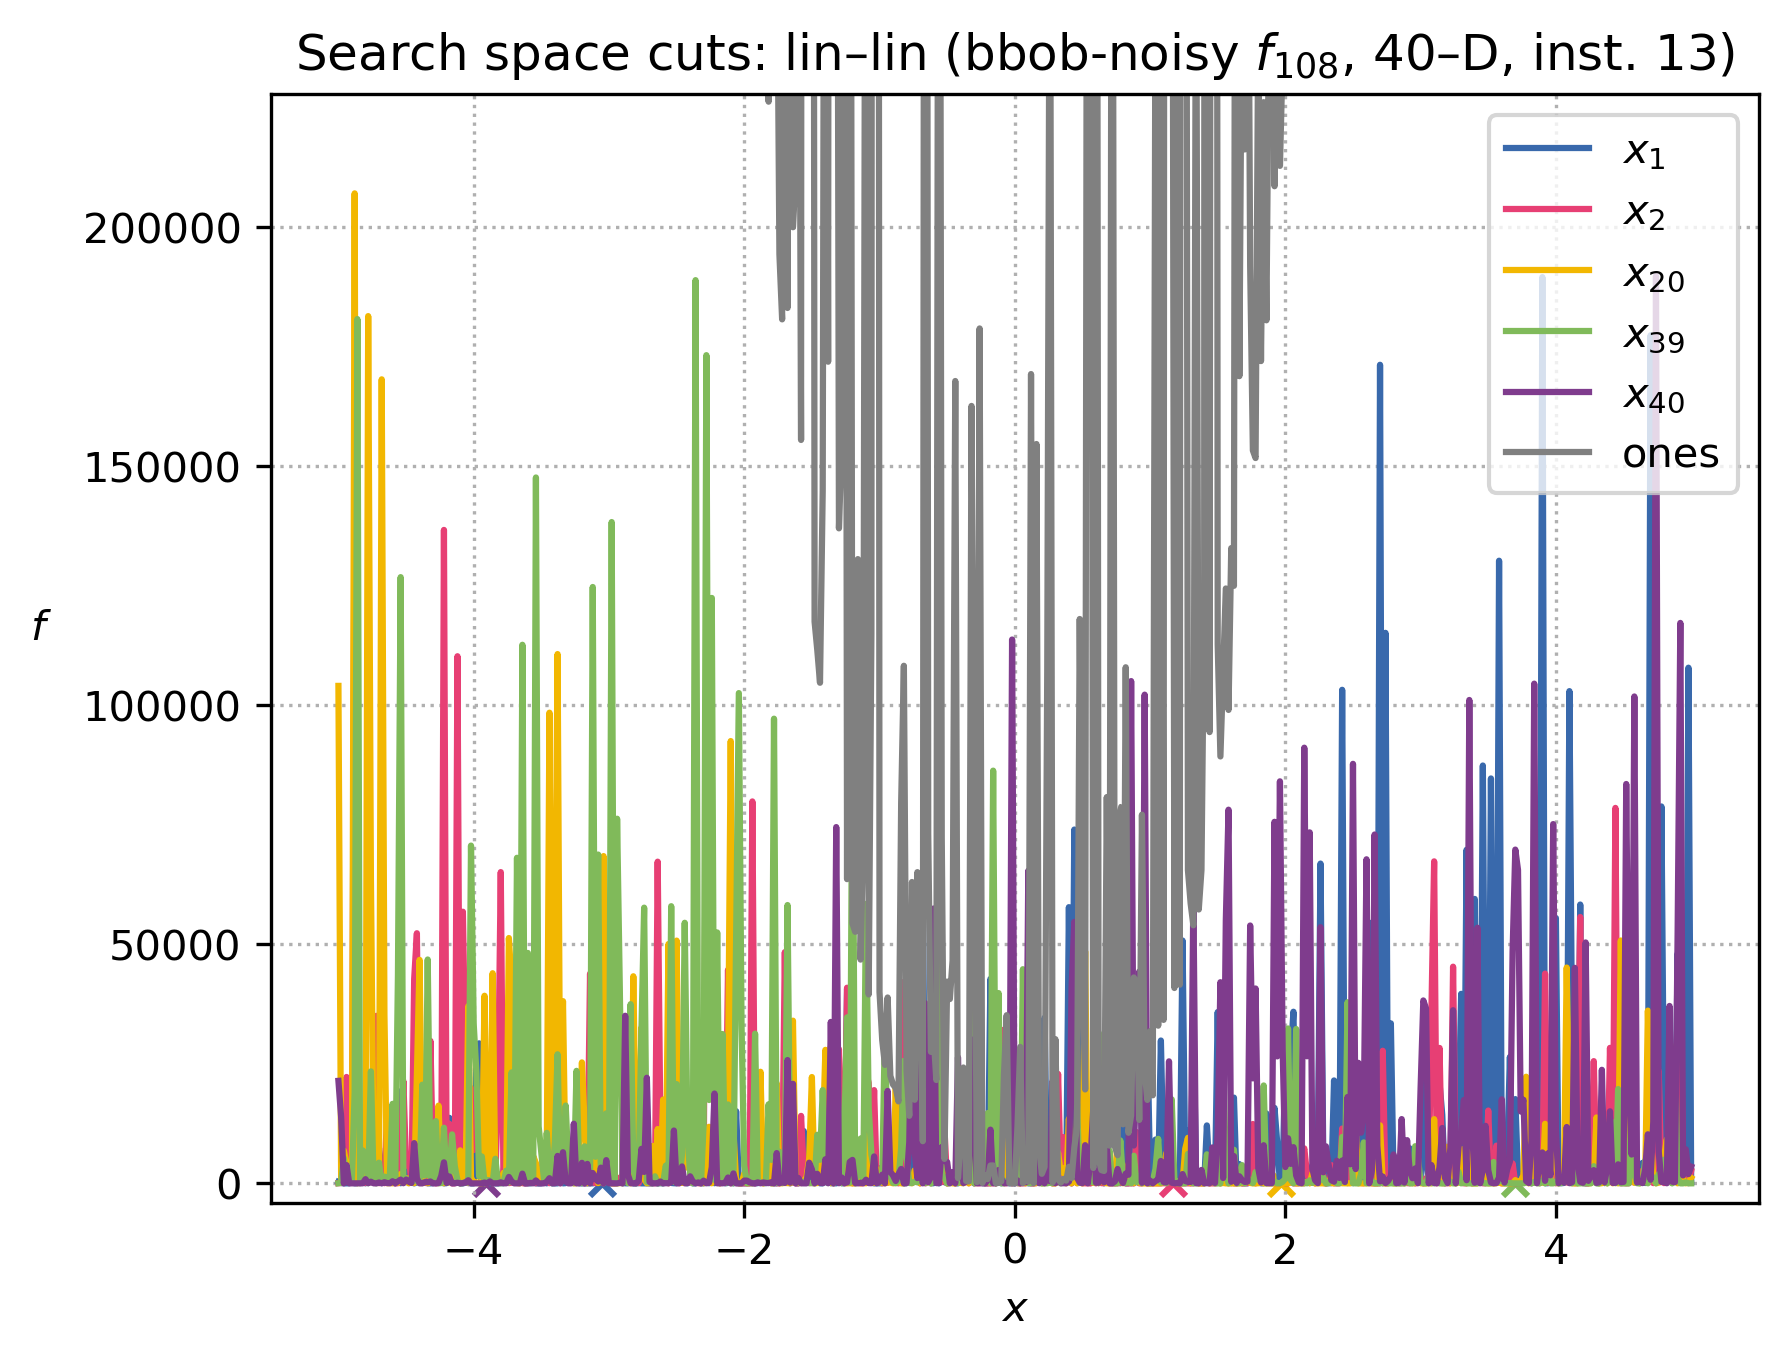 Search space cuts: lin–lin (bbob-noisy f₁₀₈, 40–D, inst. 13)
x₁
x₂
x₂₀
x₃₉
x₄₀
ones
200000
150000
100000
50000
0
f
−4 −2 0 2 4
x